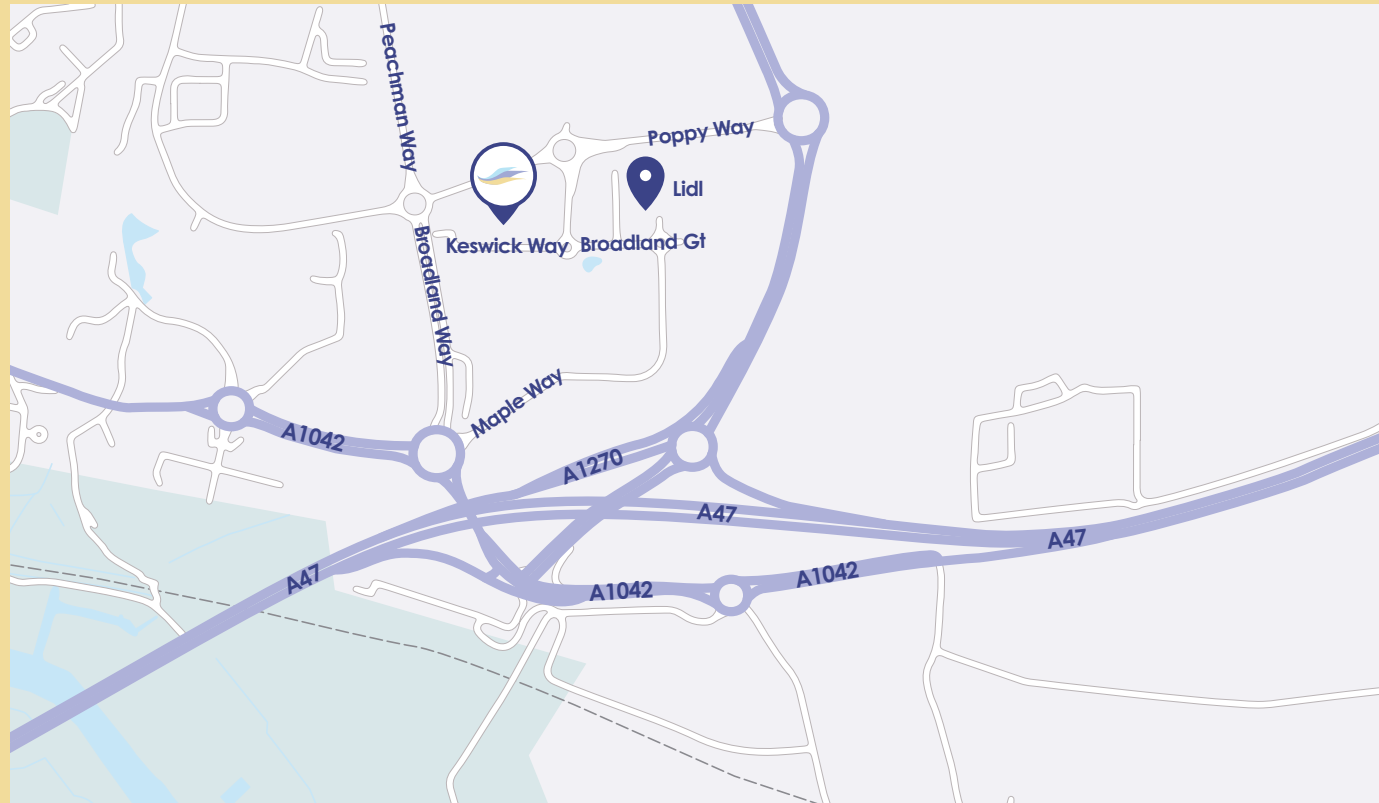 Peachman Way
Poppy Way
Lidl
Keswick Way
Broadland Gt
Broadland Way
Maple Way
A1042
A1270
A47
A47
A47
A1042
A1042